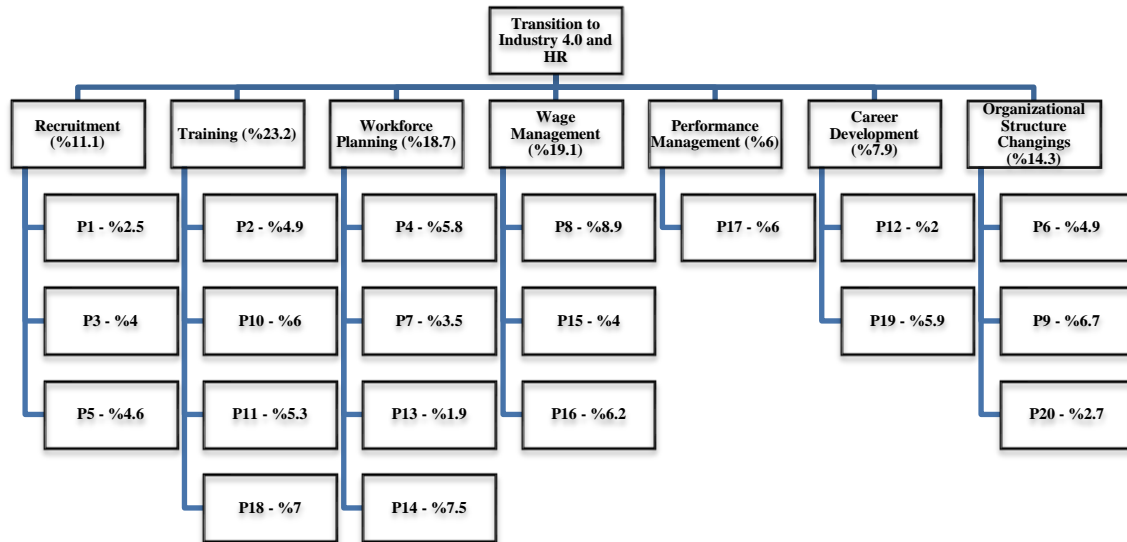 Transition to
Industry 4.0 and
HR
Recruitment
(%11.1)
Training (%23.2)
Workforce
Planning (%18.7)
Wage
Management
(%19.1)
Performance
Management (%6)
Career
Development
(%7.9)
Organizational
Structure
Changings
(%14.3)
P1 - %2.5
P2 - %4.9
P4 - %5.8
P8 - %8.9
P17 - %6
P12 - %2
P6 - %4.9
P3 - %4
P10 - %6
P7 - %3.5
P15 - %4
P19 - %5.9
P9 - %6.7
P5 - %4.6
P11 - %5.3
P13 - %1.9
P16 - %6.2
P20 - %2.7
P18 - %7
P14 - %7.5